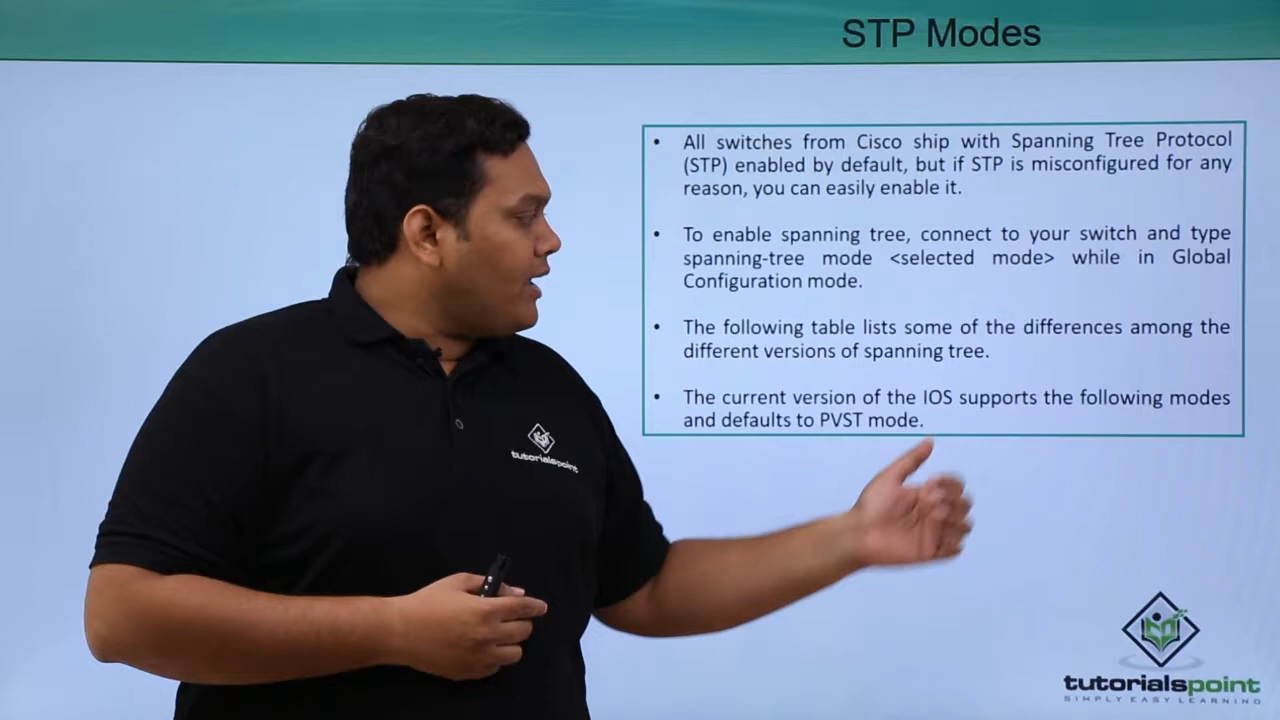 STP Modes
• All switches from Cisco ship with Spanning Tree Protocol
(STP) enabled by default, but if STP is misconfigured for any
reason, you can easily enable it.
• To enable spanning tree, connect to your switch and type
spanning-tree mode <selected mode> while in Global
Configuration mode.
• The following table lists some of the differences among the
different versions of spanning tree.
• The current version of the IOS supports the following modes
and defaults to PVST mode.
tutorialspoint
tutorialspoint
SIMPLY EASY LEARNING